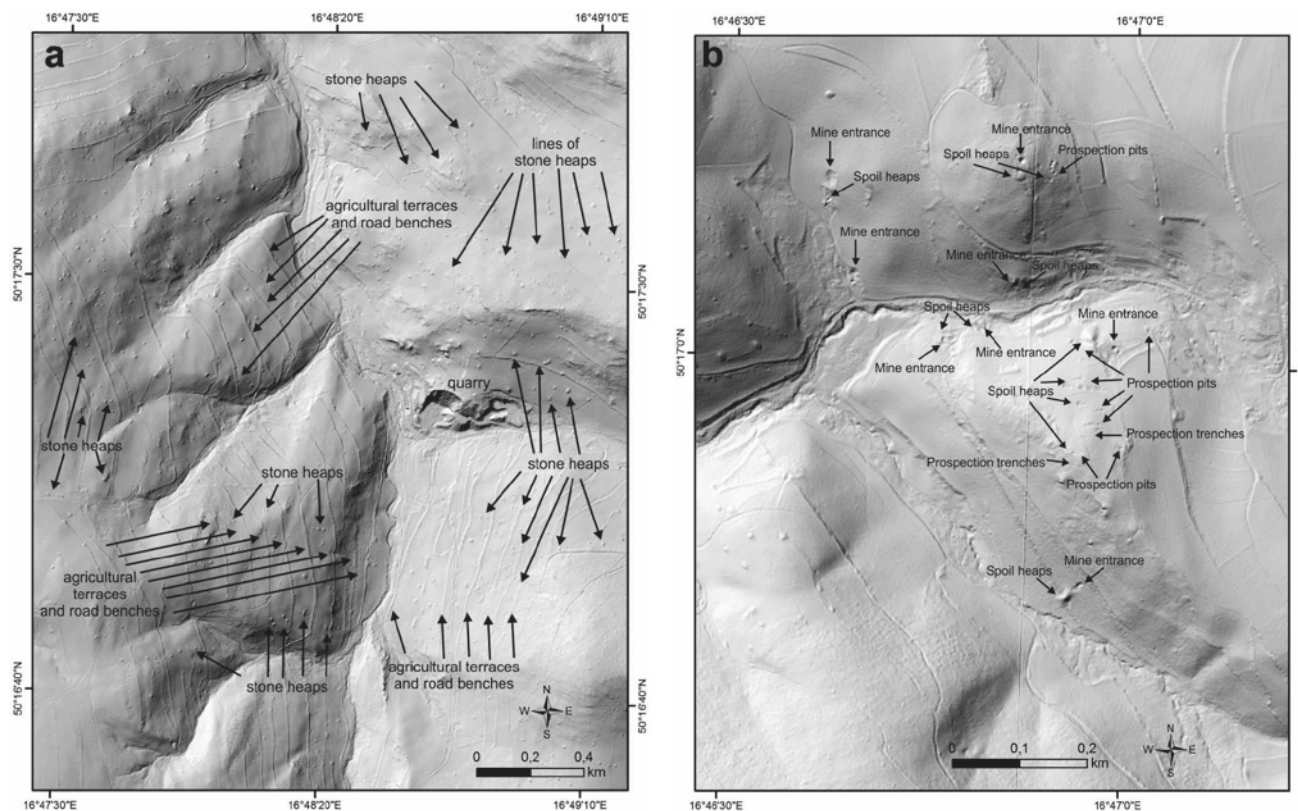 16°47'30"E
16°48'20"E
16°49'10"E
a
stone heaps
lines of
stone heaps
agricultural terraces
and road benches
50°17'30"N
50°17'30"N
quarry
stone heaps
stone heaps
stone heaps
agricultural
terraces
and road benches
agricultural terraces
and road benches
stone heaps
50°16'40"N
50°16'40"N
N
W
E
S
0
0,2
0,4
km
16°47'30"E
16°48'20"E
16°49'10"E
16°46'30"E
16°47'0"E
b
Mine entrance
Mine entrance
Spoil heaps
Prospection pits
Spoil heaps
Mine entrance
Mine entrance
Spoil heaps
Spoil heaps
Mine entrance
Mine entrance
Mine entrance
50°17'0"N
Spoil heaps
Prospection pits
Prospection trenches
Prospection trenches
Prospection pits
Spoil heaps
Mine entrance
N
W
E
S
0
0,1
0,2
km
16°46'30"E
16°47'0"E